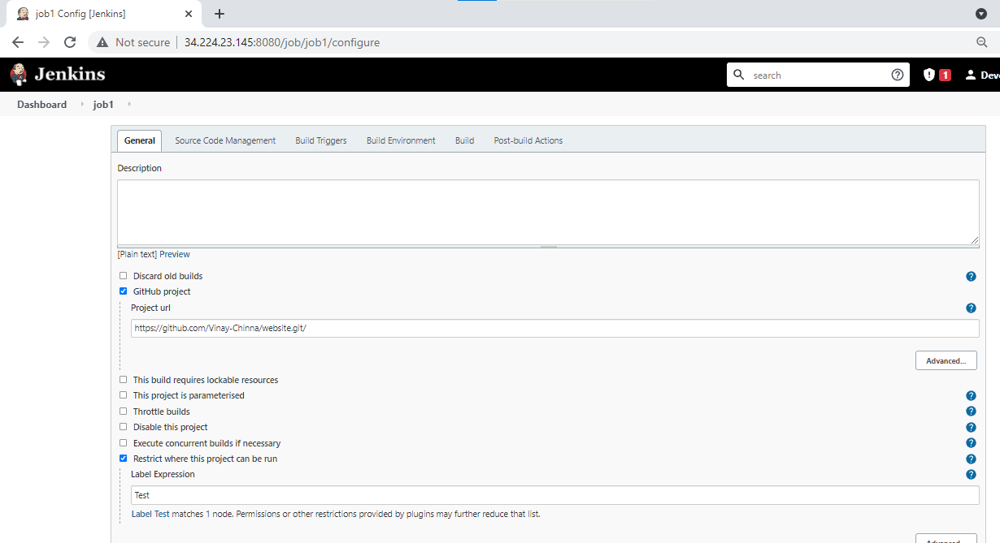 job1 Config [Jenkins]
Not secure 34.224.23.145:8080/job/job1/configure
Jenkins
search
1
Dashboard job1
General Source Code Management Build Triggers Build Environment Build Post-build Actions
Description
[Plain text] Preview
Discard old builds
GitHub project
Project url
https://github.com/Vinay-Chinna/website.git/
Advanced...
This build requires lockable resources
This project is parameterised
Throttle builds
Disable this project
Execute concurrent builds if necessary
Restrict where this project can be run
Label Expression
Test
Label Test matches 1 node. Permissions or other restrictions provided by plugins may further reduce that list.
Advanced...